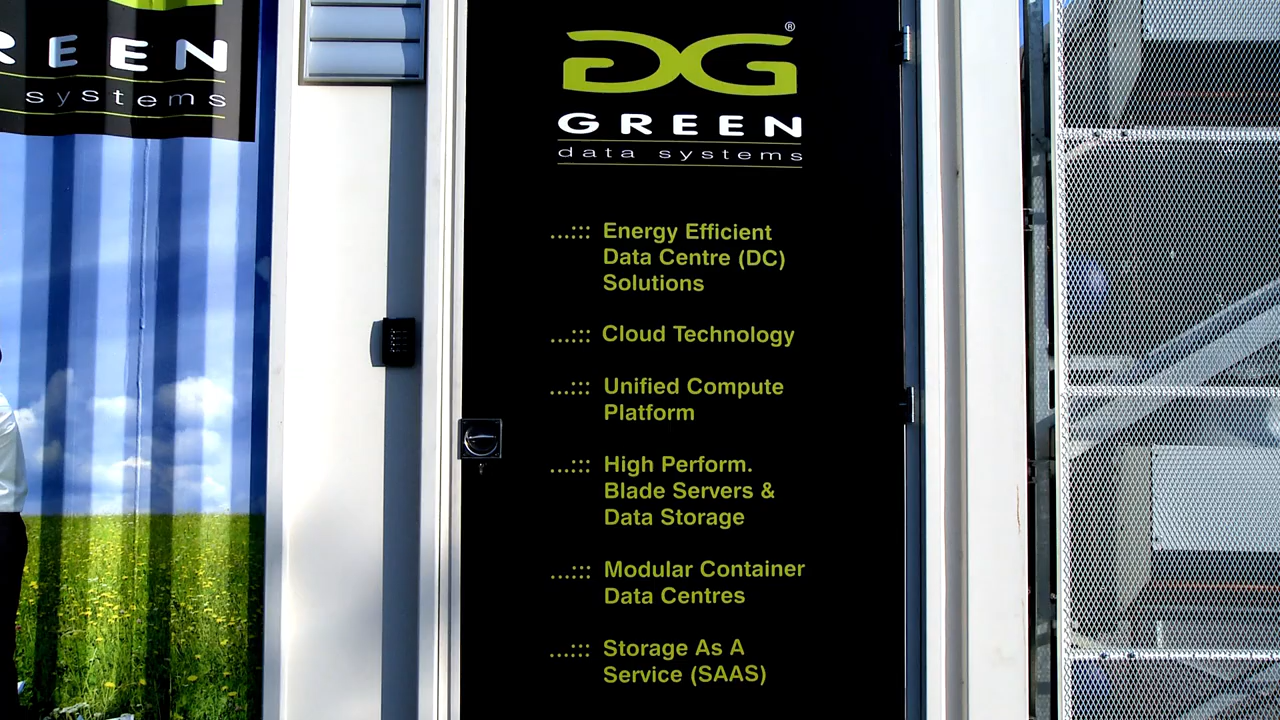 REEN
systems
®
GREEN
data systems
...::: Energy Efficient
Data Centre (DC)
Solutions
...::: Cloud Technology
...::: Unified Compute
Platform
...::: High Perform.
Blade Servers &
Data Storage
...::: Modular Container
Data Centres
...::: Storage As A
Service (SAAS)